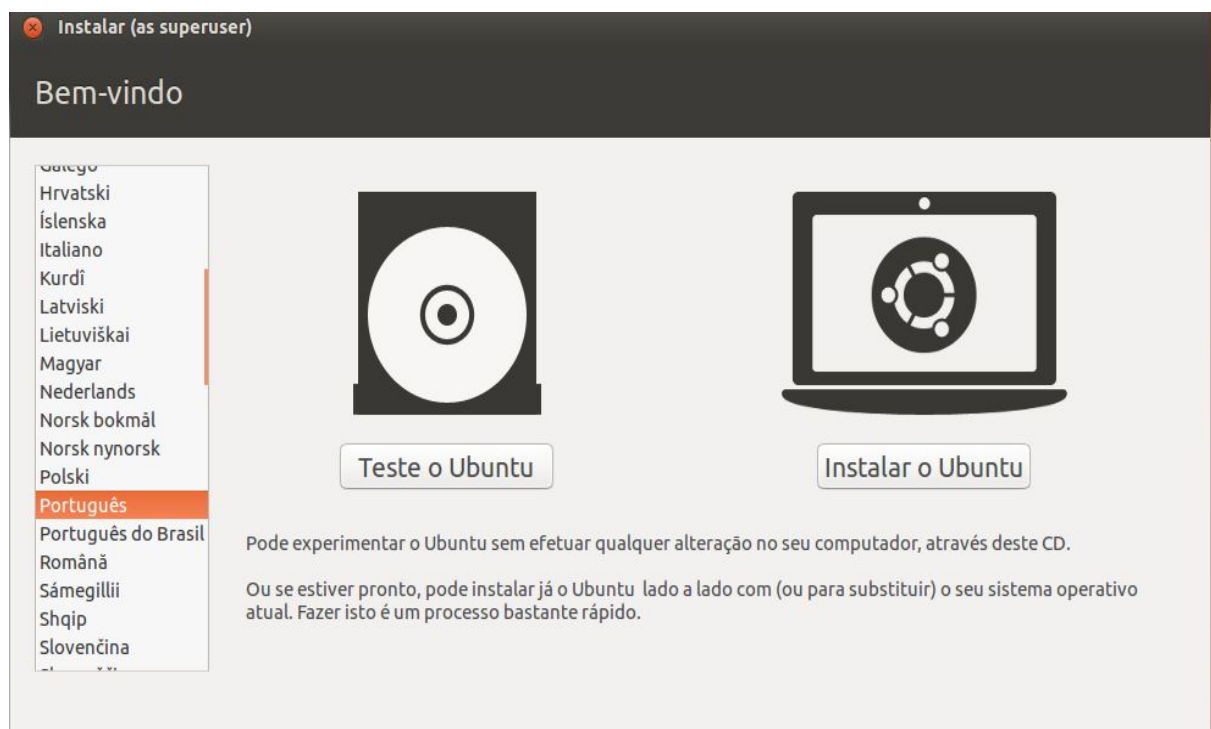 Instalar (as superuser)
Bem-vindo
Galego
Hrvatski
Íslenska
Italiano
Kurdî
Latviski
Lietuviškai
Magyar
Nederlands
Norsk bokmål
Norsk nynorsk
Polski
Português
Português do Brasil
Română
Sámegillii
Shqip
Slovenčina
Teste o Ubuntu
Instalar o Ubuntu
Pode experimentar o Ubuntu sem efetuar qualquer alteração no seu computador, através deste CD.
Ou se estiver pronto, pode instalar já o Ubuntu lado a lado com (ou para substituir) o seu sistema operativo
atual. Fazer isto é um processo bastante rápido.